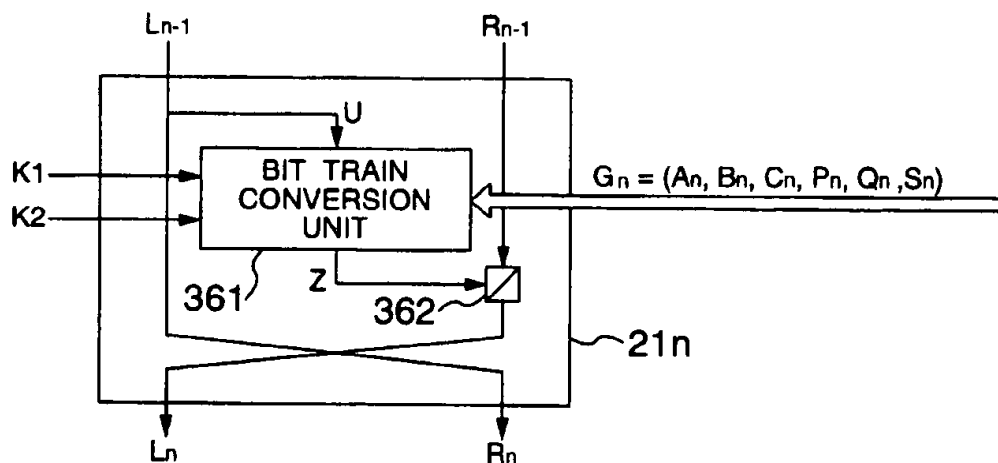 Ln-1
Rn-1
U
K1
K2
BIT TRAIN
CONVERSION
UNIT
Gn = (An, Bn, Cn, Pn, Qn ,Sn)
Z
361
362
21n
Ln
Rn